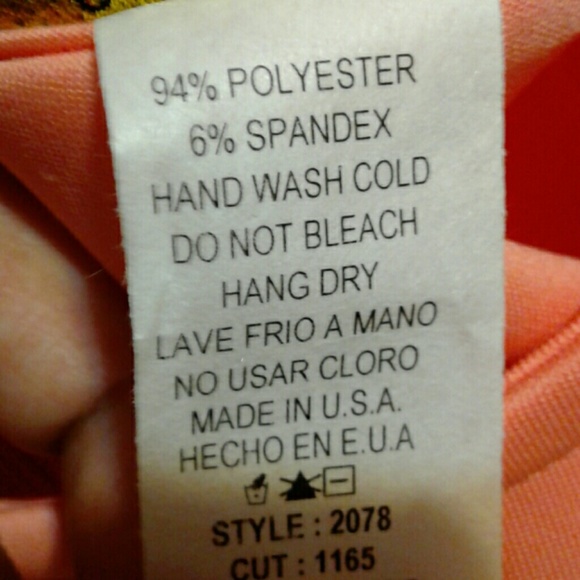 94% POLYESTER
6% SPANDEX
HAND WASH COLD
DO NOT BLEACH
HANG DRY
LAVE FRIO A MANO
NO USAR CLORO
MADE IN U.S.A.
HECHO EN E.U.A
STYLE : 2078
CUT : 1165